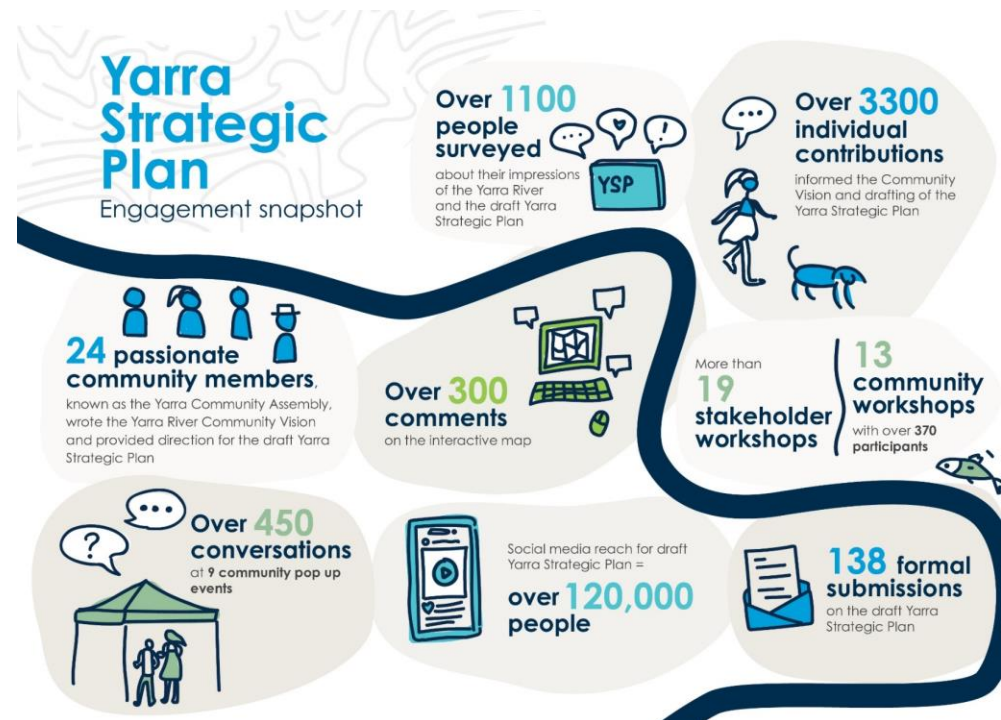 Yarra
Strategic
Plan
Engagement snapshot
Over 1100
people
surveyed
about their impressions
of the Yarra River
and the draft Yarra
Strategic Plan
YSP
Over 3300
individual
contributions
informed the Community
Vision and drafting of the
Yarra Strategic Plan
24 passionate
community members,
known as the Yarra Community Assembly,
wrote the Yarra River Community Vision
and provided direction for the draft Yarra
Strategic Plan
Over 300
comments
on the interactive map
More than
19
stakeholder
workshops
13
community
workshops
with over 370
participants
?
Over 450
conversations
at 9 community pop up
events
Social media reach for draft
Yarra Strategic Plan =
over 120,000
people
138 formal
submissions
on the draft Yarra
Strategic Plan